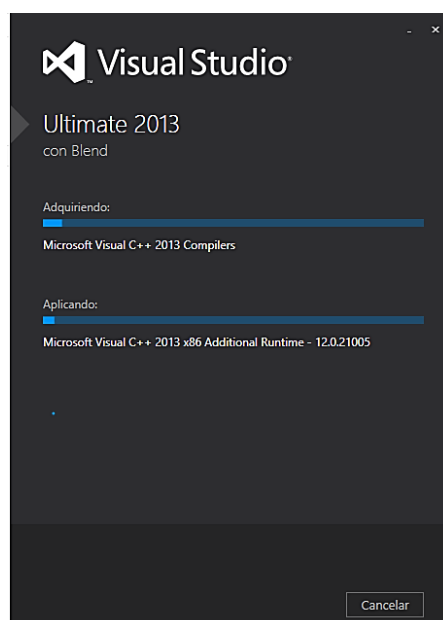 Visual Studio
Ultimate 2013
con Blend
Adquiriendo:
Microsoft Visual C++ 2013 Compilers
Aplicando:
Microsoft Visual C++ 2013 x86 Additional Runtime - 12.0.21005
Cancelar